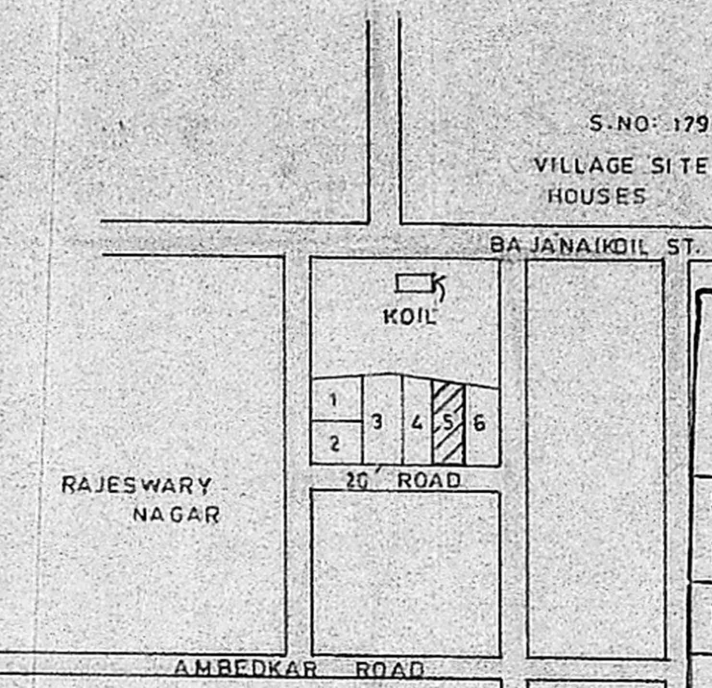 S.NO: 179
VILLAGE SITE
HOUSES
BAJANAIKOIL ST.
KOIL
1
2
3
4
5
6
20' ROAD
RAJESWARY
NAGAR
AMBEDKAR ROAD